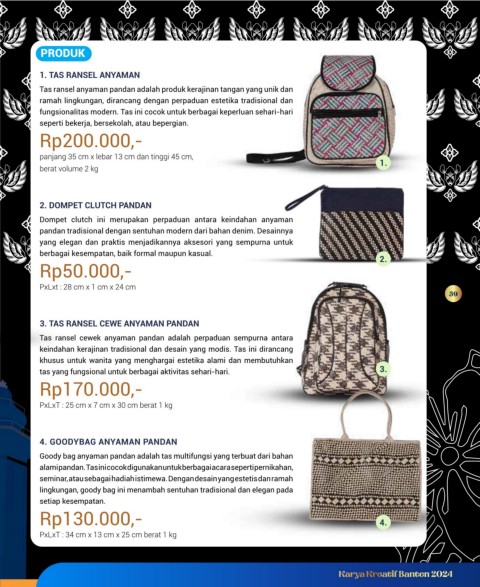 PRODUK
1. TAS RANSEL ANYAMAN
Tas ransel anyaman pandan adalah produk kerajinan tangan yang unik dan
ramah lingkungan, dirancang dengan perpaduan estetika tradisional dan
fungsionalitas modern. Tas ini cocok untuk berbagai keperluan sehari-hari
seperti bekerja, bersekolah, atau bepergian.
Rp200.000,-
panjang 35 cm x lebar 13 cm dan tinggi 45 cm,
berat volume 2 kg
1.
2. DOMPET CLUTCH PANDAN
Dompet clutch ini merupakan perpaduan antara keindahan anyaman
pandan tradisional dengan sentuhan modern dari bahan denim. Desainnya
yang elegan dan praktis menjadikannya aksesori yang sempurna untuk
berbagai kesempatan, baik formal maupun kasual.
Rp50.000,-
PxLxt : 28 cm x 1 cm x 24 cm
2.
39
3. TAS RANSEL CEWE ANYAMAN PANDAN
Tas ransel cewek anyaman pandan adalah perpaduan sempurna antara
keindahan kerajinan tradisional dan desain yang modis. Tas ini dirancang
khusus untuk wanita yang menghargai estetika alami dan membutuhkan
tas yang fungsional untuk berbagai aktivitas sehari-hari.
Rp170.000,-
PxLxT : 25 cm x 7 cm x 30 cm berat 1 kg
3.
4. GOODYBAG ANYAMAN PANDAN
Goody bag anyaman pandan adalah tas multifungsi yang terbuat dari bahan
alami pandan. Tas ini cocok digunakan untuk berbagai acara seperti pernikahan,
seminar, atau sebagai hadiah istimewa. Dengan desain yang estetis dan ramah
lingkungan, goody bag ini menambah sentuhan tradisional dan elegan pada
setiap kesempatan.
Rp130.000,-
PxLxT : 34 cm x 13 cm x 25 cm berat 1 kg
4.
Karya Kreatif Banten 2024